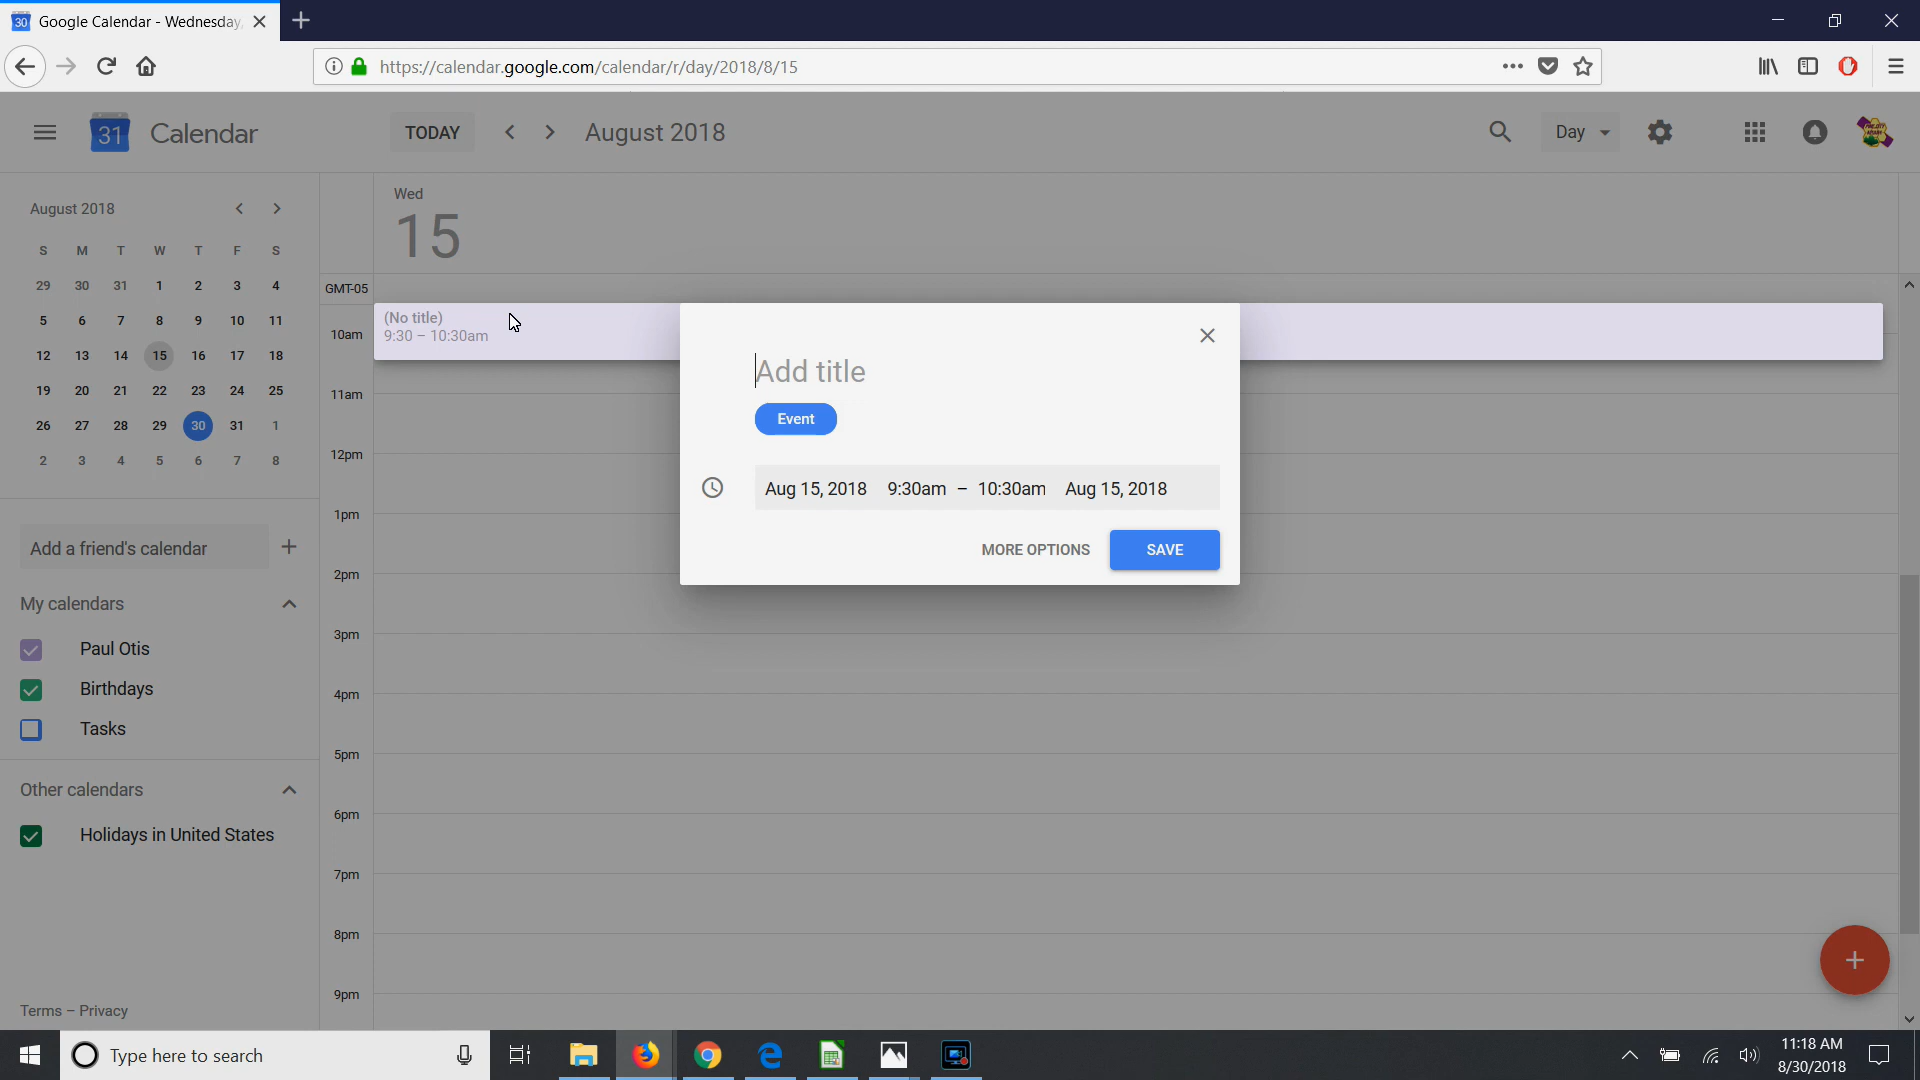 Google Calendar - Wednesday,
https://calendar.google.com/calendar/r/day/2018/8/15
31 Calendar
TODAY
August 2018
Day
August 2018
S M T W T F S
29 30 31 1 2 3 4
5 6 7 8 9 10 11
12 13 14 15 16 17 18
19 20 21 22 23 24 25
26 27 28 29 30 31 1
2 3 4 5 6 7 8
Add a friend's calendar
My calendars
Paul Otis
Birthdays
Tasks
Other calendars
Holidays in United States
Terms – Privacy
Wed
15
GMT-05
(No title)
9:30 – 10:30am
10am
11am
12pm
1pm
2pm
3pm
4pm
5pm
6pm
7pm
8pm
9pm
Add title
Event
Aug 15, 2018 9:30am – 10:30am Aug 15, 2018
MORE OPTIONS
SAVE
Type here to search
11:18 AM
8/30/2018